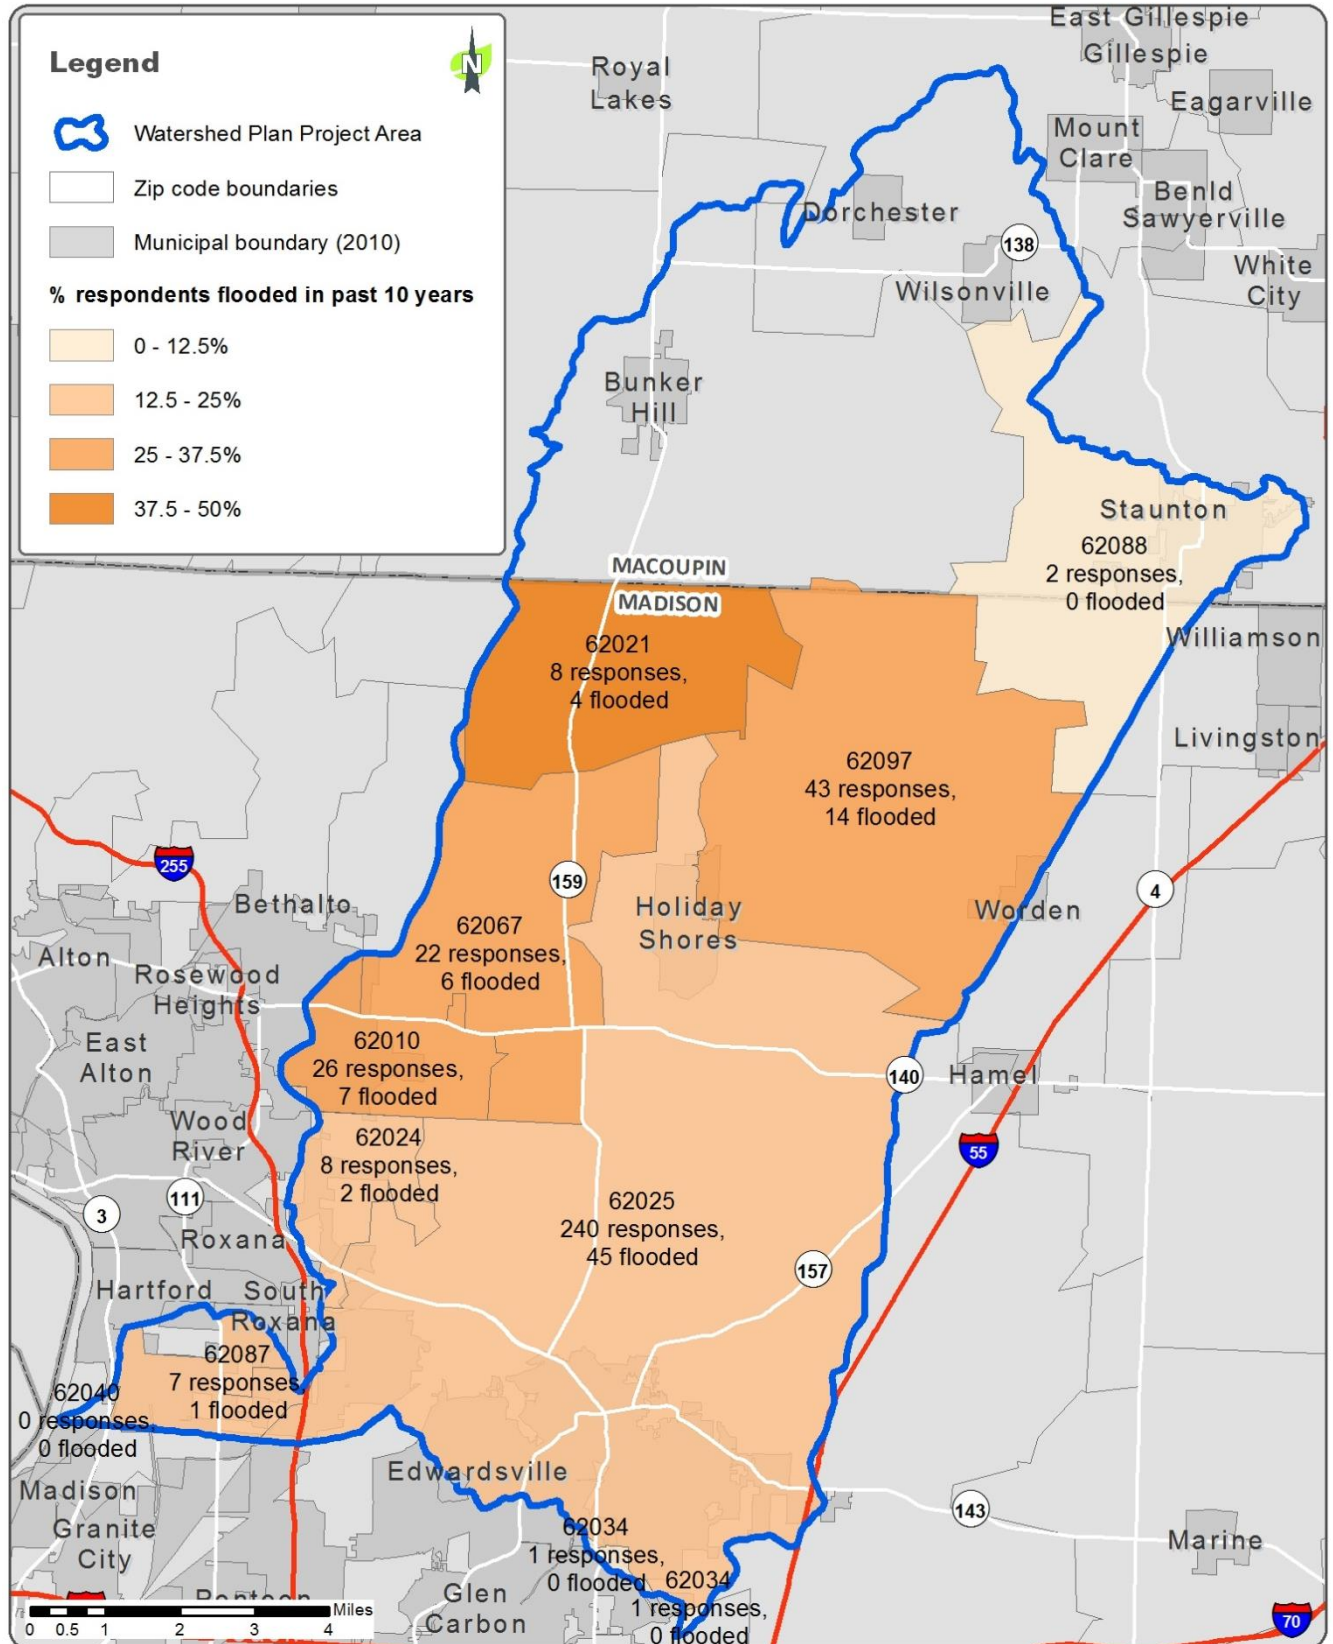 Legend
N
Watershed Plan Project Area
Zip code boundaries
Municipal boundary (2010)
% respondents flooded in past 10 years
0 - 12.5%
12.5 - 25%
25 - 37.5%
37.5 - 50%
East Gillespie
Gillespie
Royal
Lakes
Eagarville
Mount
Clare
Benld
Sawyerville
Dorchester
138
White
City
Wilsonville
Bunker
Hill
Staunton
62088
2 responses,
0 flooded
MACOUPIN
MADISON
Williamson
62021
8 responses,
4 flooded
Livingston
62097
43 responses,
14 flooded
255
159
4
Bethalto
Holiday
Shores
Worden
62067
22 responses,
6 flooded
Alton
Rosewood
Heights
East
Alton
62010
26 responses,
7 flooded
140
Hamel
Wood
River
62024
8 responses,
2 flooded
55
3
111
62025
240 responses,
45 flooded
Roxana
157
Hartford
South
Roxana
62087
7 responses,
1 flooded
62040
0 responses,
0 flooded
Edwardsville
Madison
143
Granite
City
62034
1 responses,
0 flooded
Marine
62034
1 responses,
0 flooded
Glen
Carbon
Pontoon
Miles
0 0.5 1 2 3 4
70